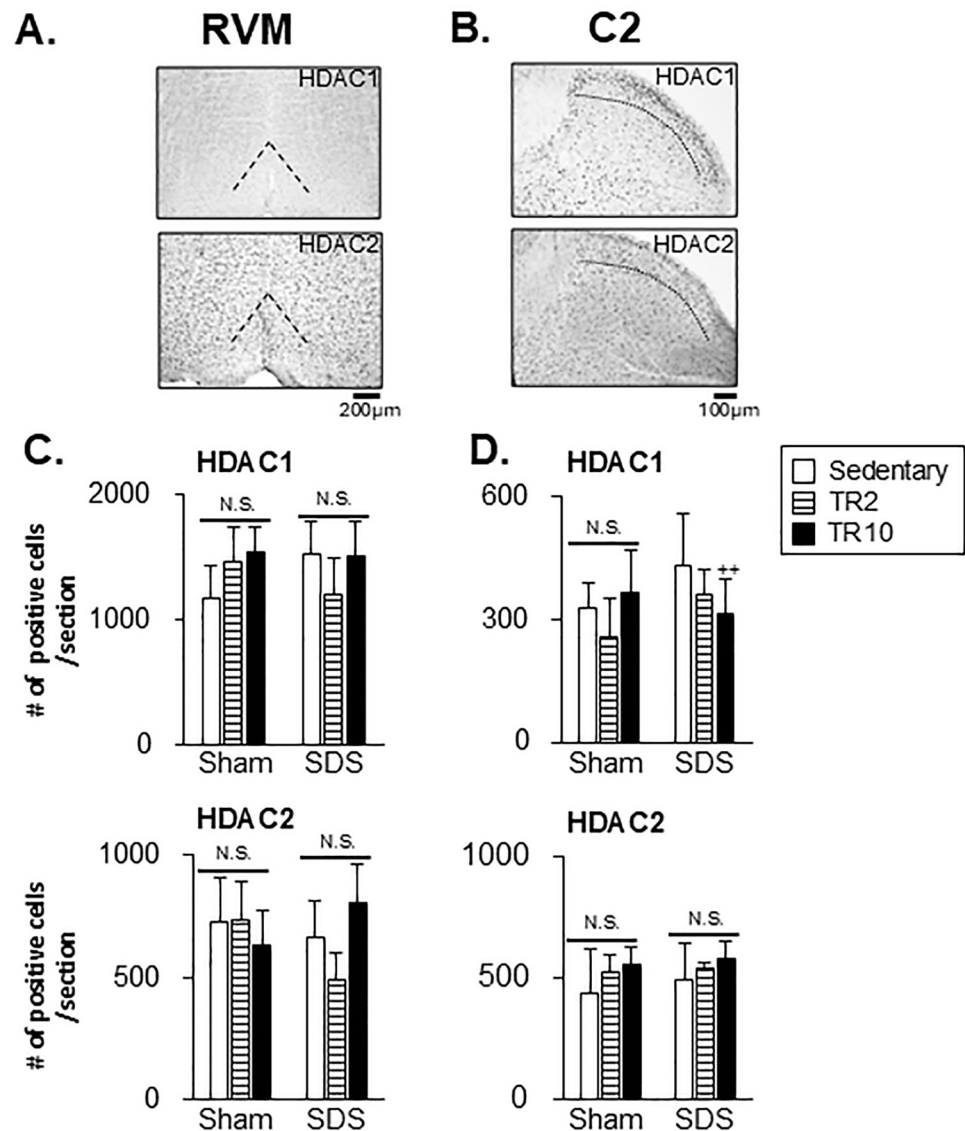 A.
RVM
B.
C2
HDAC1
HDAC2
200µm
HDAC1
HDAC2
100µm
C.
HDAC1
# of positive cells
/section
2000
1000
0
N.S.
N.S.
Sham
SDS
D.
HDAC1
600
300
0
N.S.
++
Sham
SDS
Sedentary
TR2
TR10
HDAC2
# of positive cells
/section
1000
500
0
N.S.
N.S.
Sham
SDS
HDAC2
1000
500
0
N.S.
N.S.
Sham
SDS